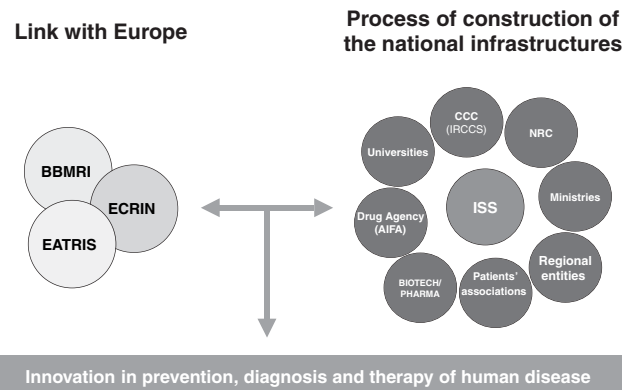 Link with Europe
Process of construction of
the national infrastructures
BBMRI
ECRIN
EATRIS
CCC
(IRCCS)
NRC
Universities
Ministries
ISS
Drug Agency
(AIFA)
Regional
entities
BIOTECH/
PHARMA
Patients'
associations
Innovation in prevention, diagnosis and therapy of human disease